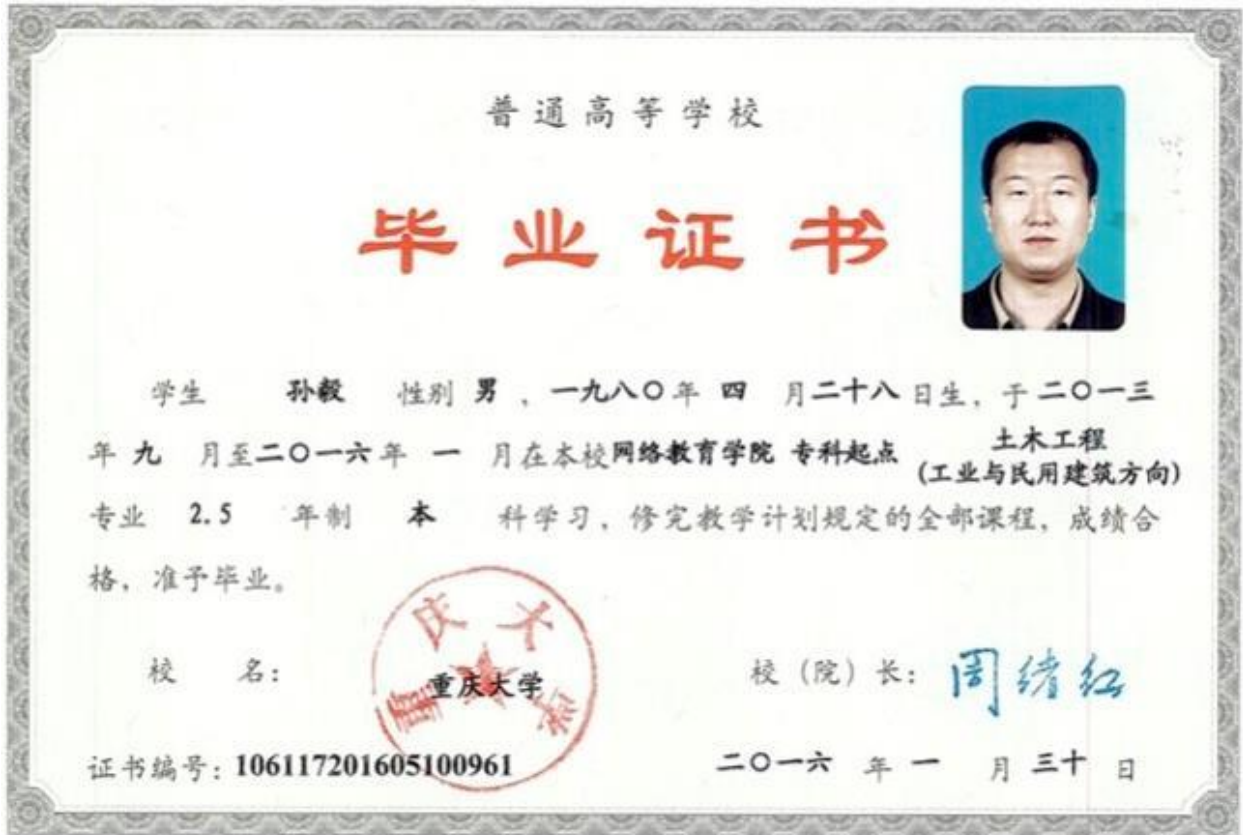 普通高等学校
毕业证书
学生 孙毅 性别 男 、一九八〇年 四 月二十八日生, 于二〇一三
年 九 月至二〇一六年 一 月在本校网络教育学院 专科起点 土木工程
(工业与民用建筑方向)
专业 2.5 年制 本 科学习, 修完教学计划规定的全部课程, 成绩合
格, 准予毕业。
重庆大学
校 名: 重庆大学 校 (院) 长: 周绪红
证书编号: 106117201605100961 二〇一六 年 一 月 三十 日